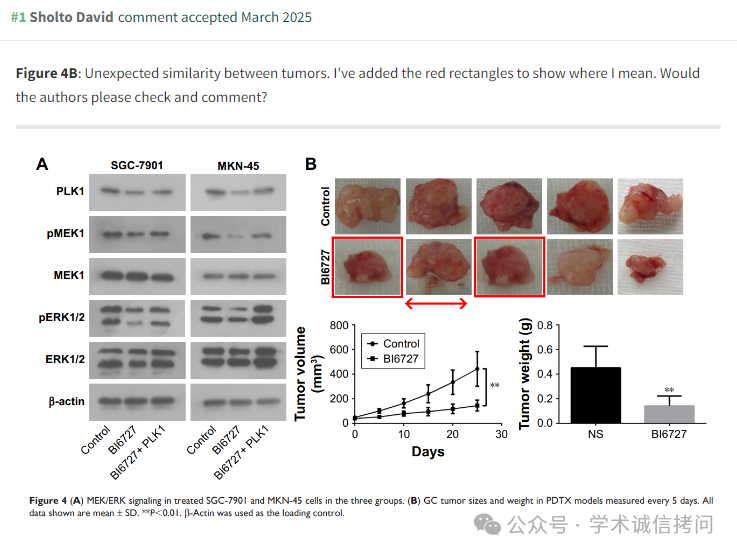 #1 Sholto David comment accepted March 2025
Figure 4B: Unexpected similarity between tumors. I've added the red rectangles to show where I mean. Would
the authors please check and comment?
A
SGC-7901
MKN-45
PLK1
pMEK1
MEK1
pERK1/2
ERK1/2
β-actin
Control
BI6727
BI6727+ PLK1
Control
BI6727
BI6727+ PLK1
B
Control
BI6727
Tumor volume
(mm³)
800
600
400
200
0
Control
BI6727
**
0
10
20
30
Days
Tumor weight (g)
0.8
0.6
0.4
0.2
0.0
**
NS
BI6727
Figure 4 (A) MEK/ERK signaling in treated SGC-7901 and MKN-45 cells in the three groups. (B) GC tumor sizes and weight in PDTX models measured every 5 days. All
data shown are mean ± SD. **P<0.01. β-Actin was used as the loading control.
公众号 · 学术诚信拷问